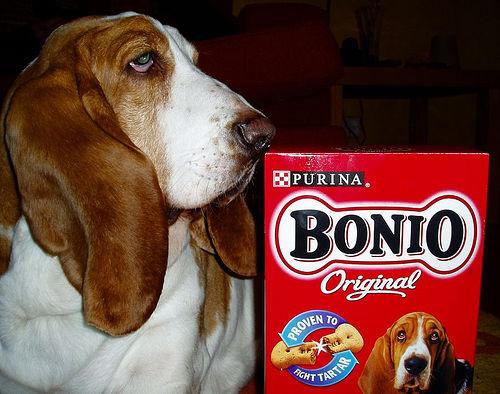 PURINA
BONIO
Original
PROVEN TO
FIGHT TARTAR